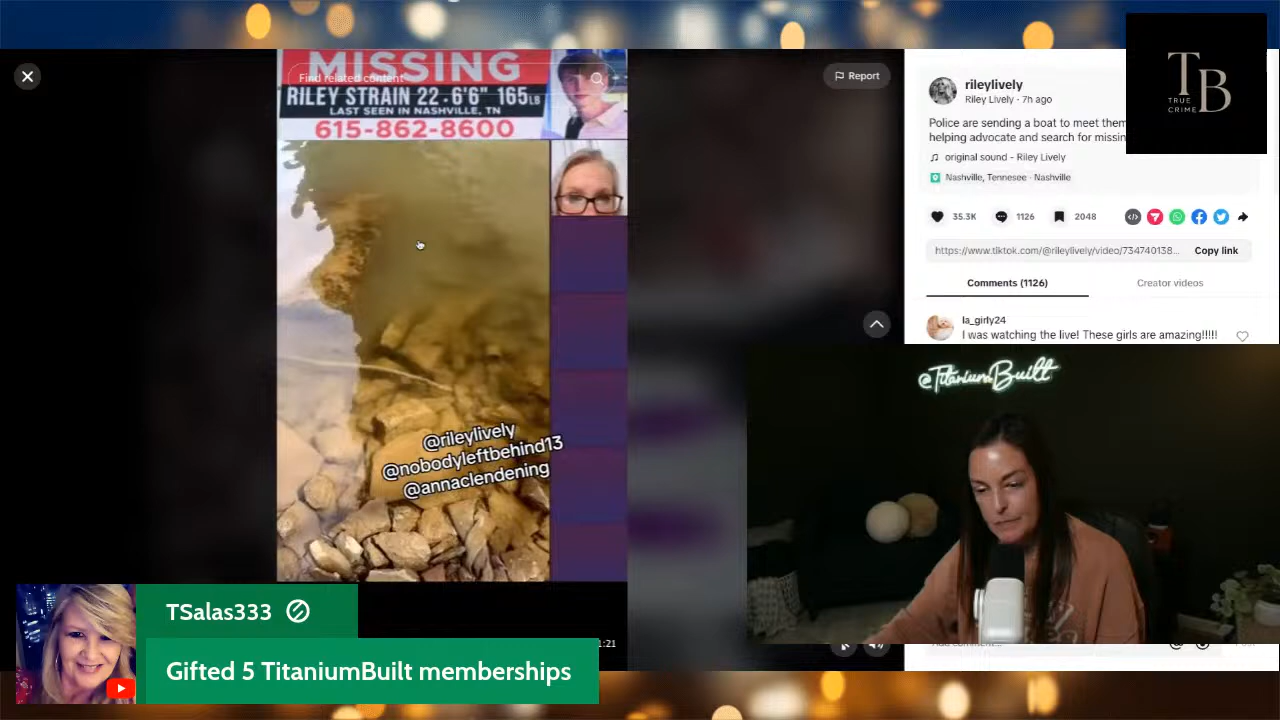 MISSING
Find related content
RILEY STRAIN 22 • 6'6" 165LB
LAST SEEN IN NASHVILLE, TN
615-862-8600
@rileylively
@nobodyleftbehind13
@annaclendening
Report
rileylively
Riley Lively · 7h ago
Police are sending a boat to meet them
helping advocate and search for missin
original sound - Riley Lively
Nashville, Tennesee · Nashville
35.3K
1126
2048
https://www.tiktok.com/@rileylively/video/734740138...
Copy link
Comments (1126)
Creator videos
la_girly24
I was watching the live! These girls are amazing!!!!!
TB
TRUE
CRIME
@TitaniumBuilt
:21
TSalas333
Gifted 5 TitaniumBuilt memberships